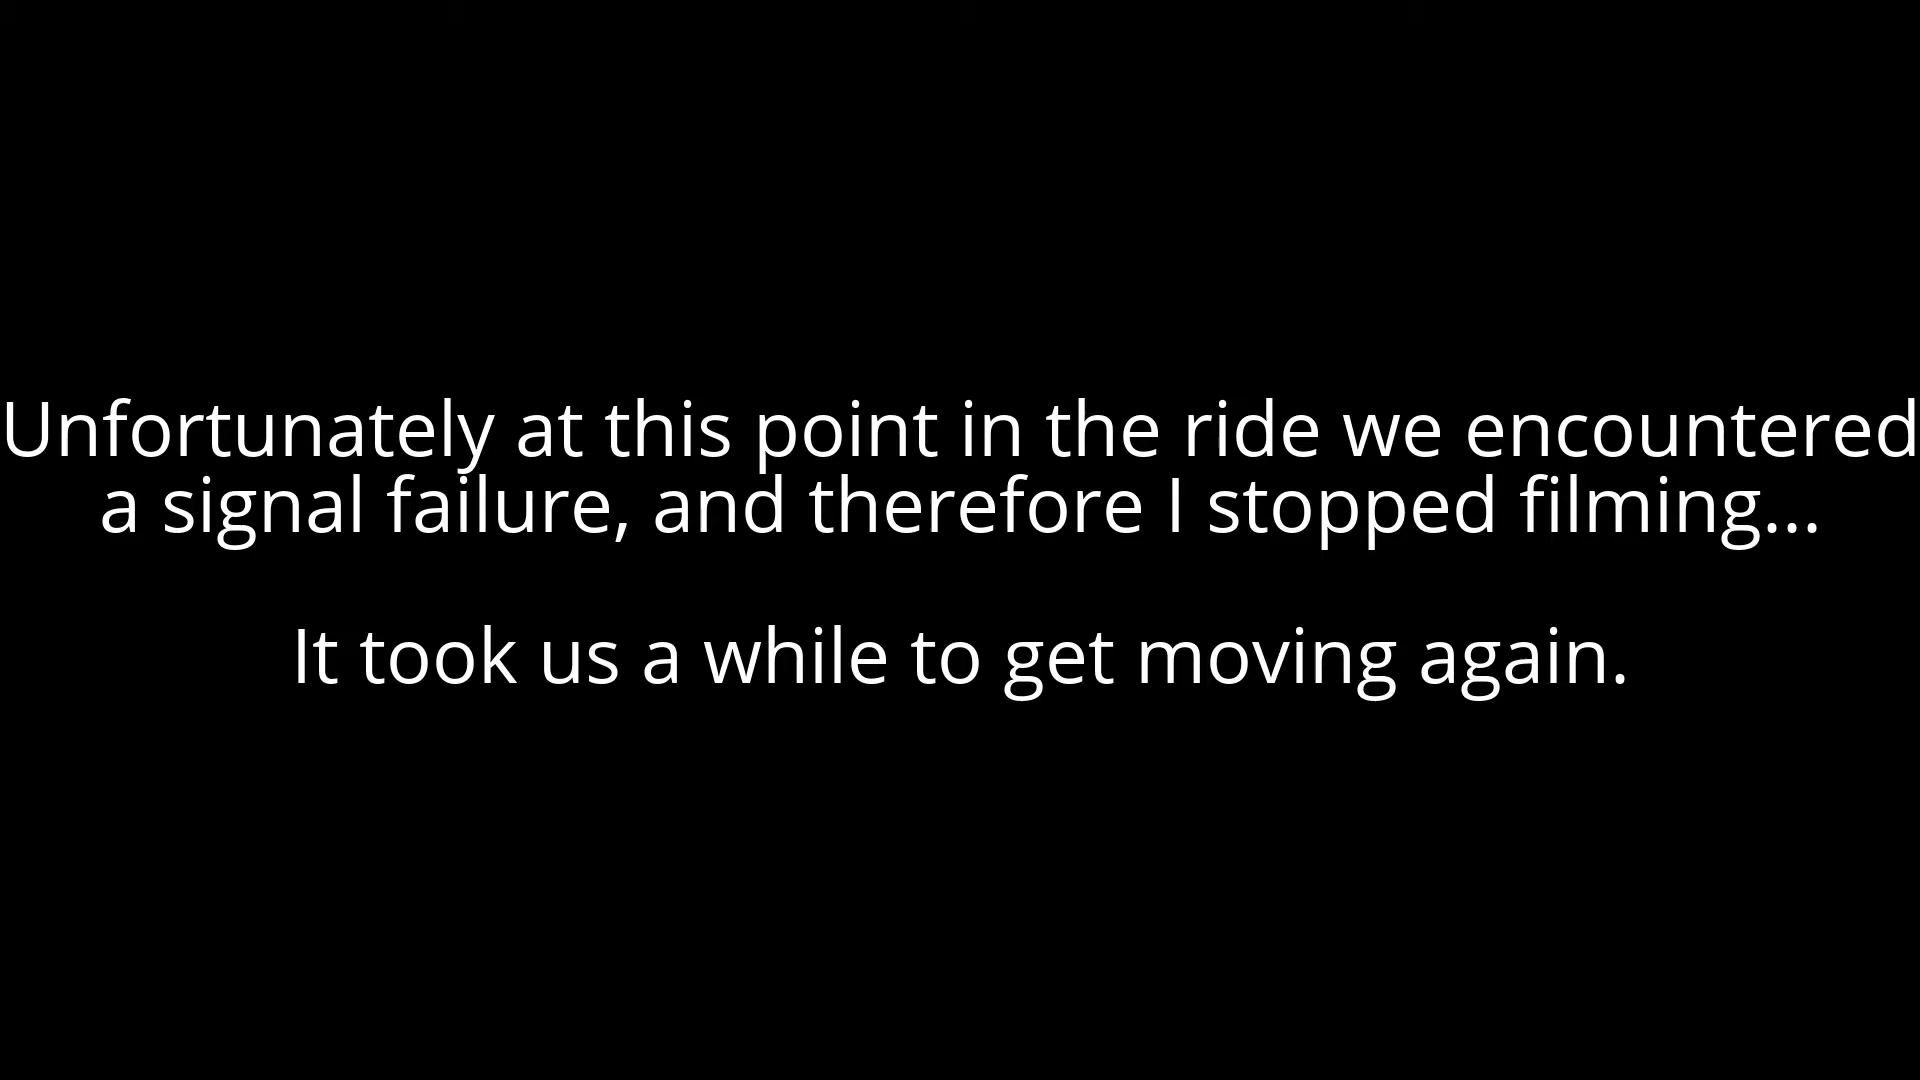 Unfortunately at this point in the ride we encountered
a signal failure, and therefore I stopped filming...
It took us a while to get moving again.